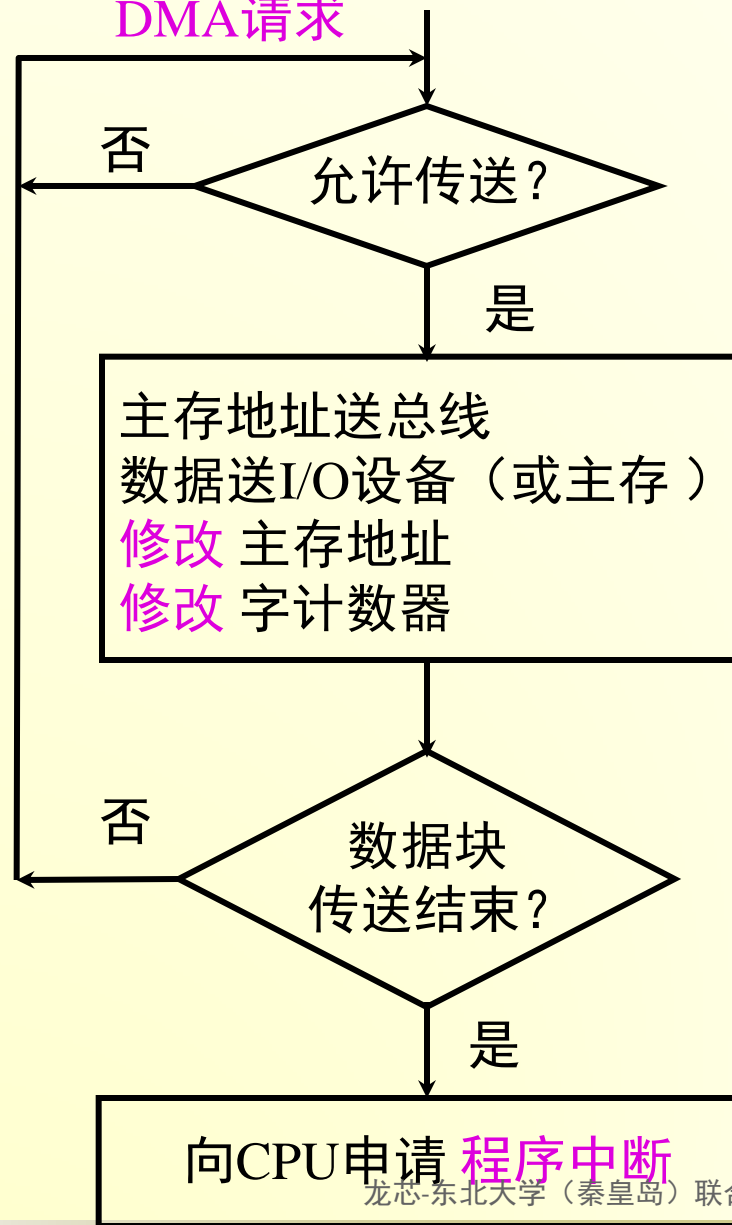 DMA请求
否
允许传送？
是
主存地址送总线
数据送I/O设备（或主存 ）
修改 主存地址
修改 字计数器
否
数据块
传送结束？
是
向CPU申请 程序中断
龙芯-东北大学（秦皇岛）联合